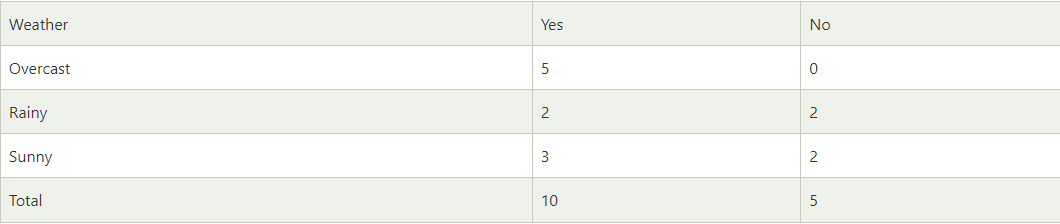 Weather Yes No
Overcast 5 0
Rainy 2 2
Sunny 3 2
Total 10 5